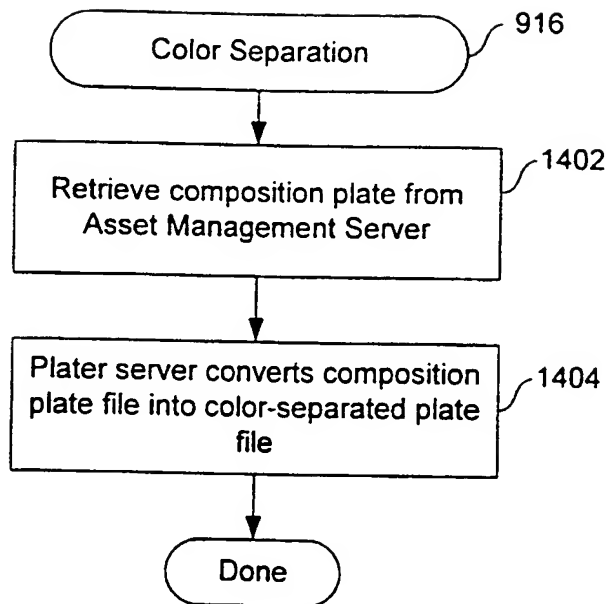 916
Color Separation
1402
Retrieve composition plate from
Asset Management Server
1404
Plater server converts composition
plate file into color-separated plate
file
Done